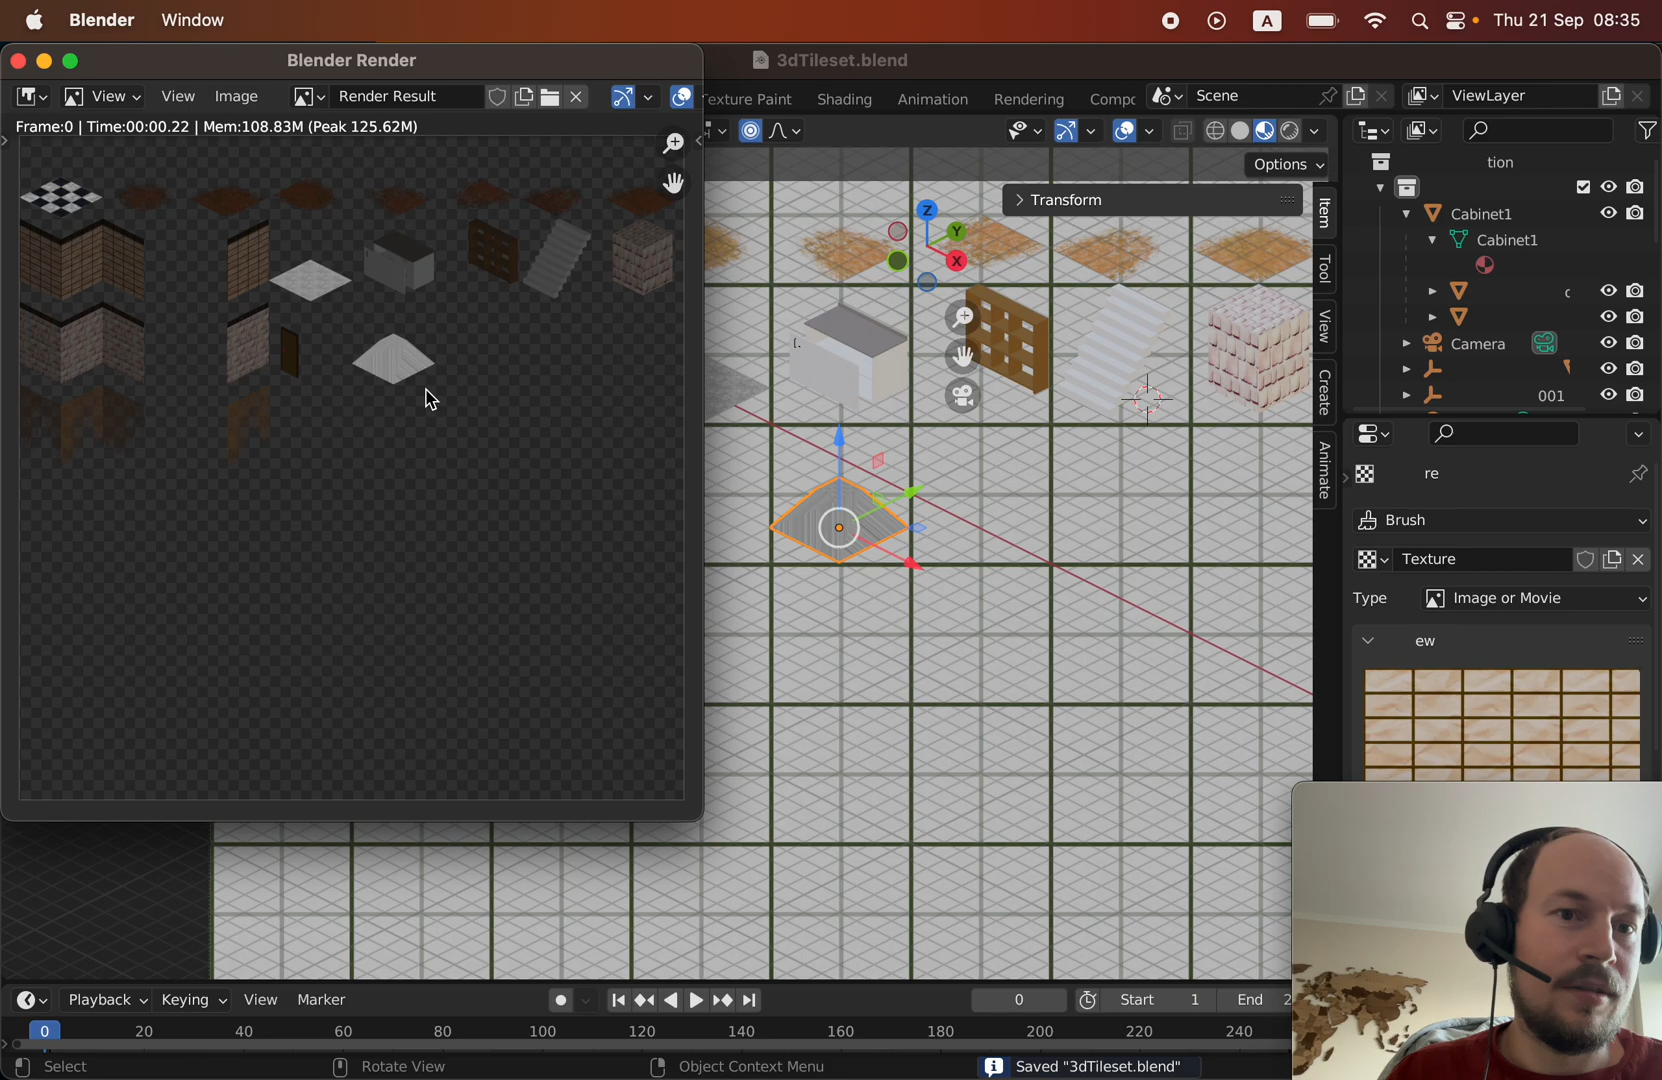 Blender Window A Thu 21 Sep 08:35
Blender Render
3dTileset.blend
View View Image Render Result
exture Paint Shading Animation Rendering Compc Scene ViewLayer
Frame:0 | Time:00:00.22 | Mem:108.83M (Peak 125.62M)
Options
tion
Transform
Z
Y
X
Item
Tool
View
Create
Animate
Cabinet1
Cabinet1
c
Camera
001
re
Brush
Texture
Type Image or Movie
ew
Playback Keying View Marker 0 Start 1 End 2
0 20 40 60 80 100 120 140 160 180 200 220 240
Select Rotate View Object Context Menu Saved "3dTileset.blend"